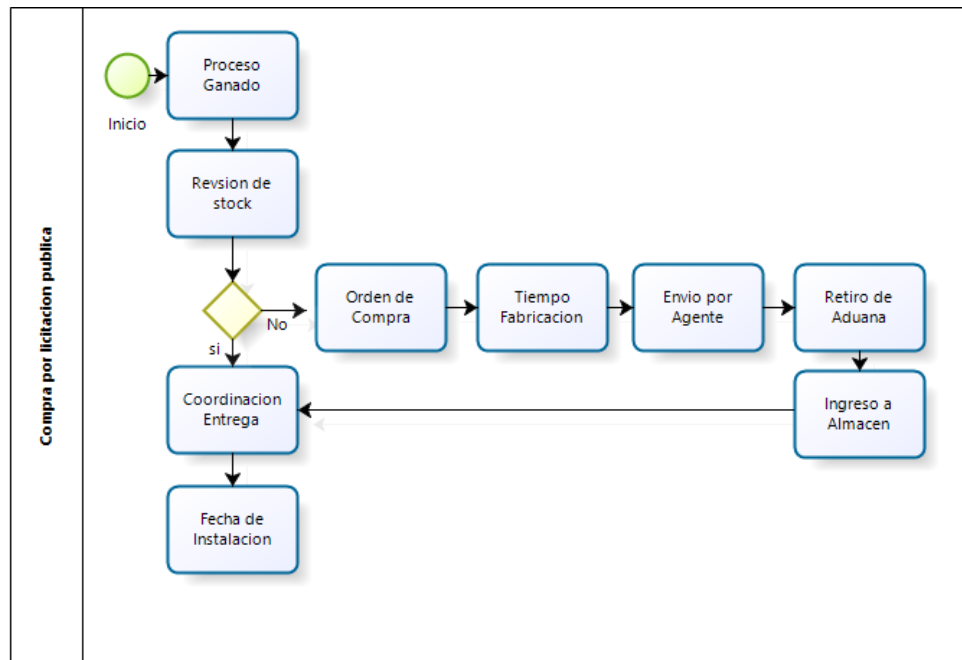 Compra por licitacion publica
Inicio
Proceso
Ganado
Revsion de
stock
No
si
Orden de
Compra
Tiempo
Fabricacion
Envio por
Agente
Retiro de
Aduana
Ingreso a
Almacen
Coordinacion
Entrega
Fecha de
Instalacion